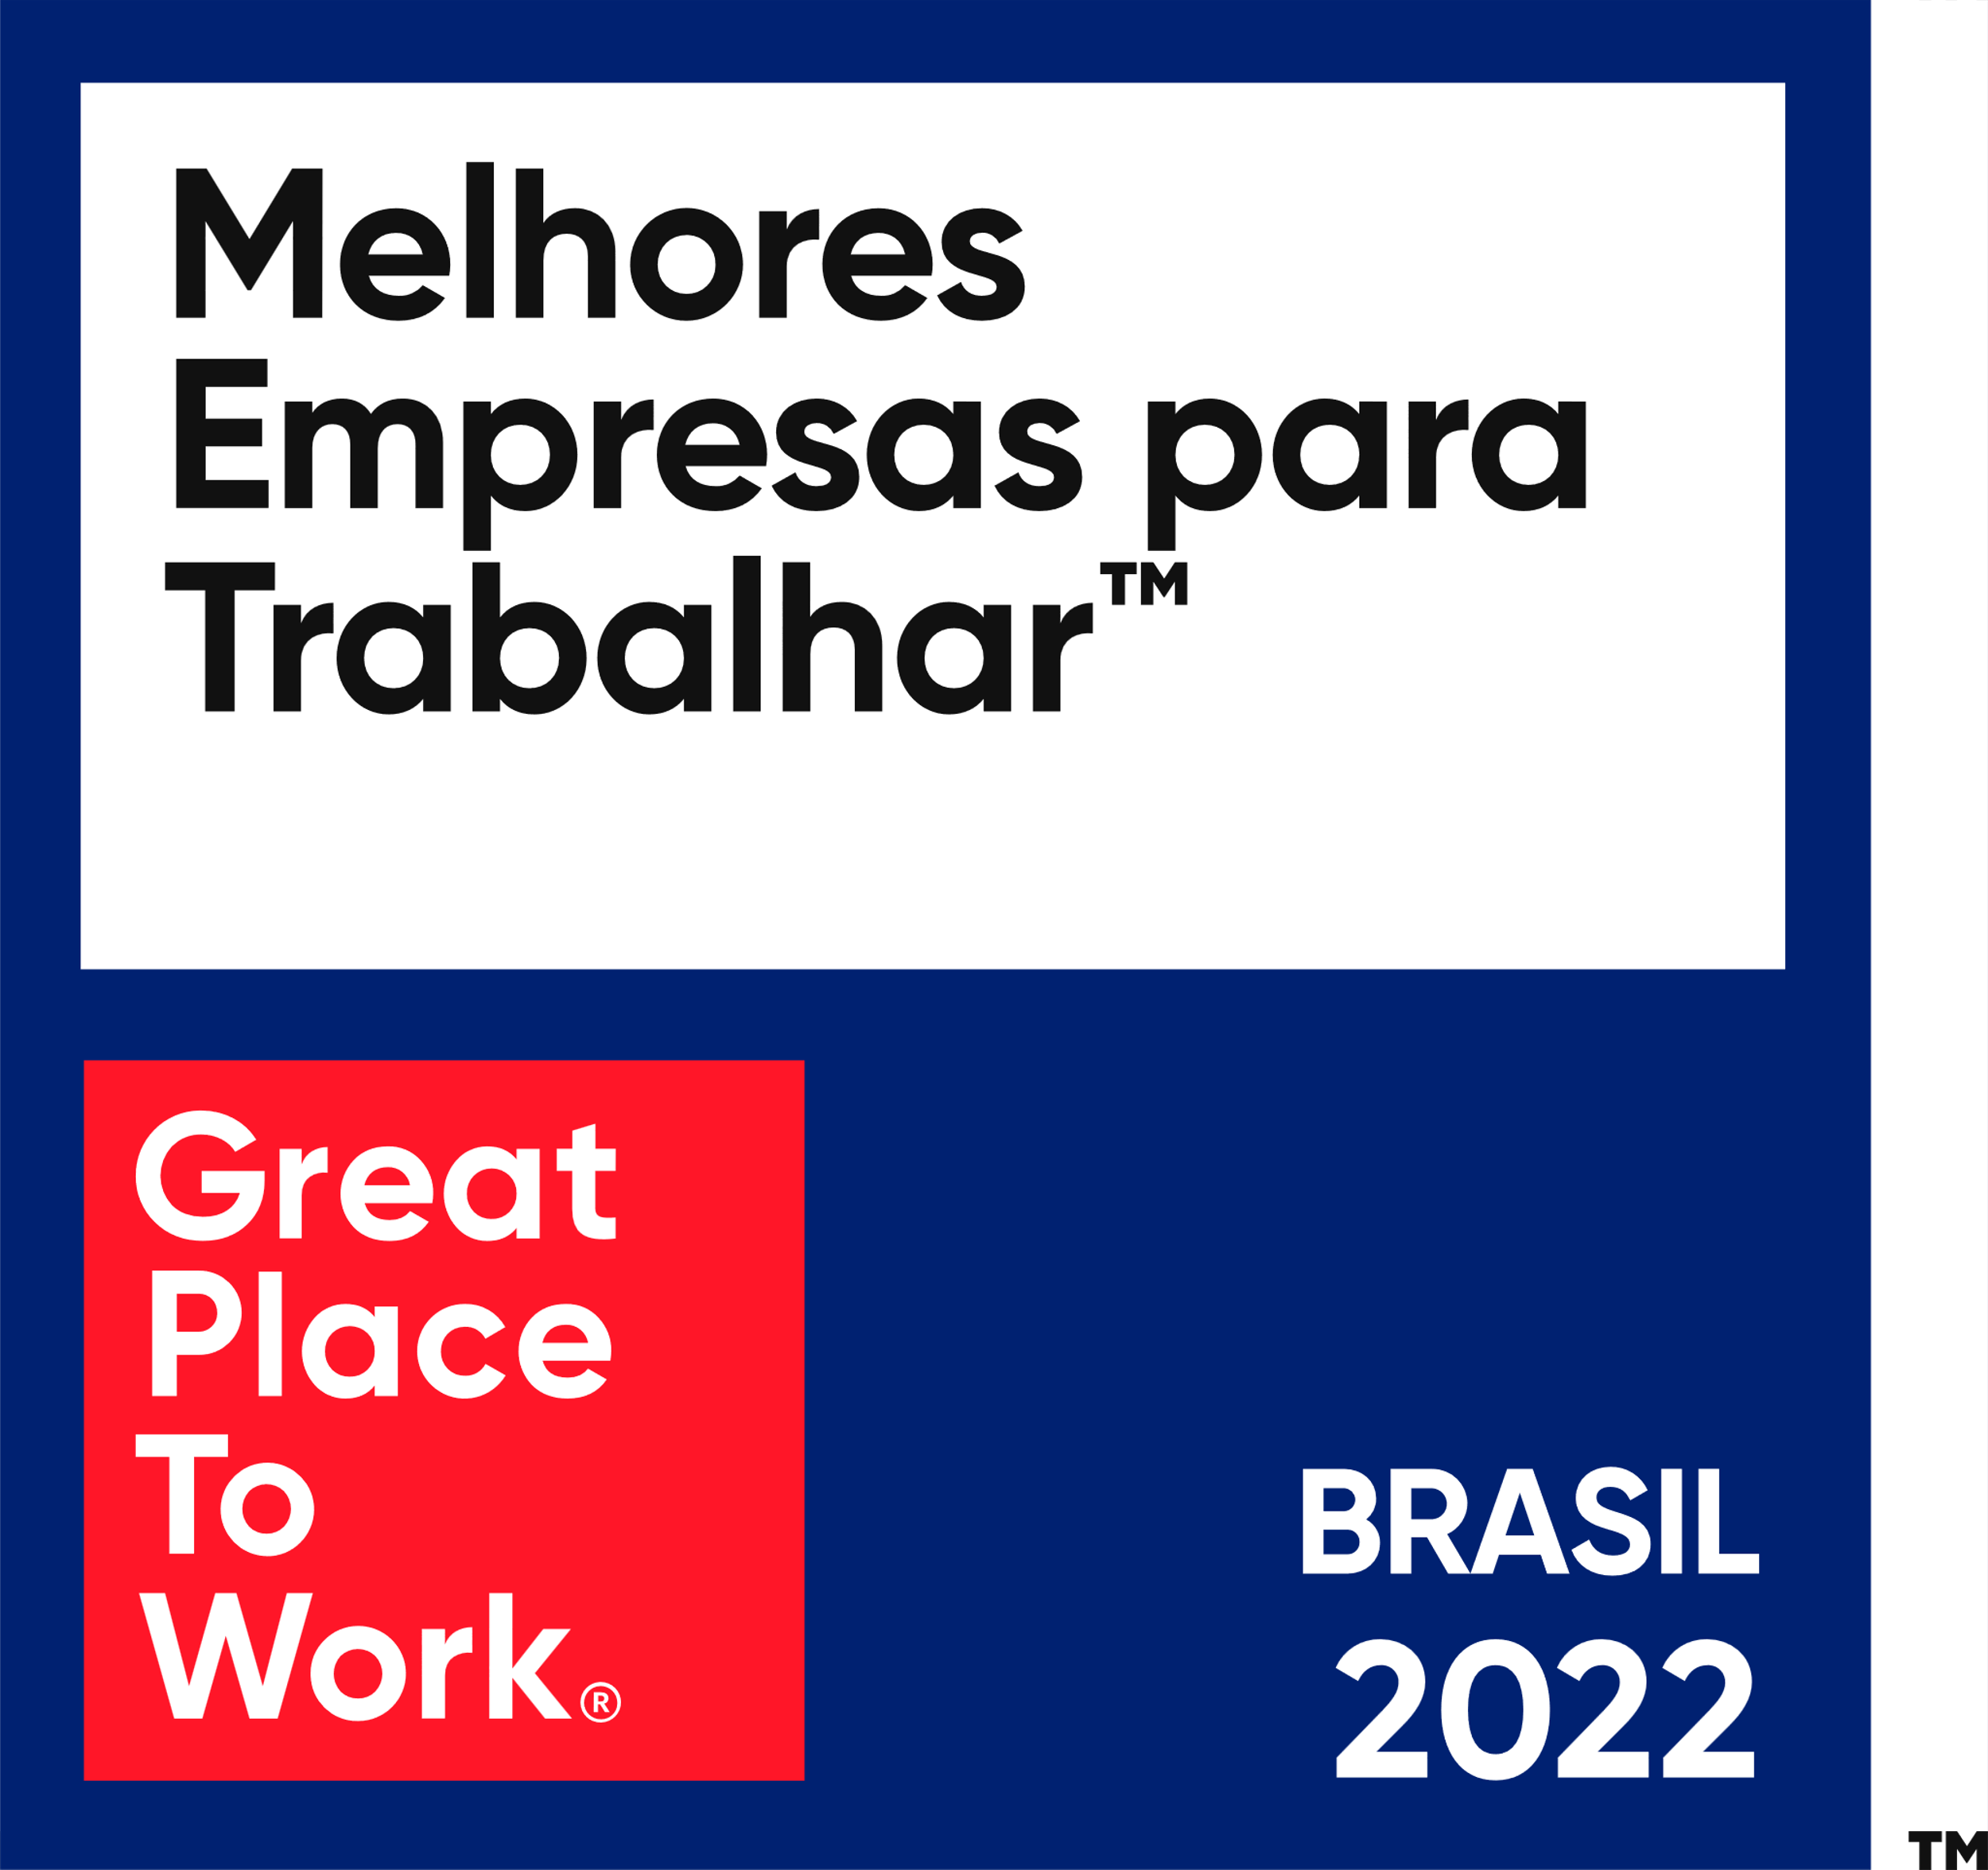 Melhores
Empresas para
Trabalhar™
Great
Place
To
Work®
BRASIL
2022
™